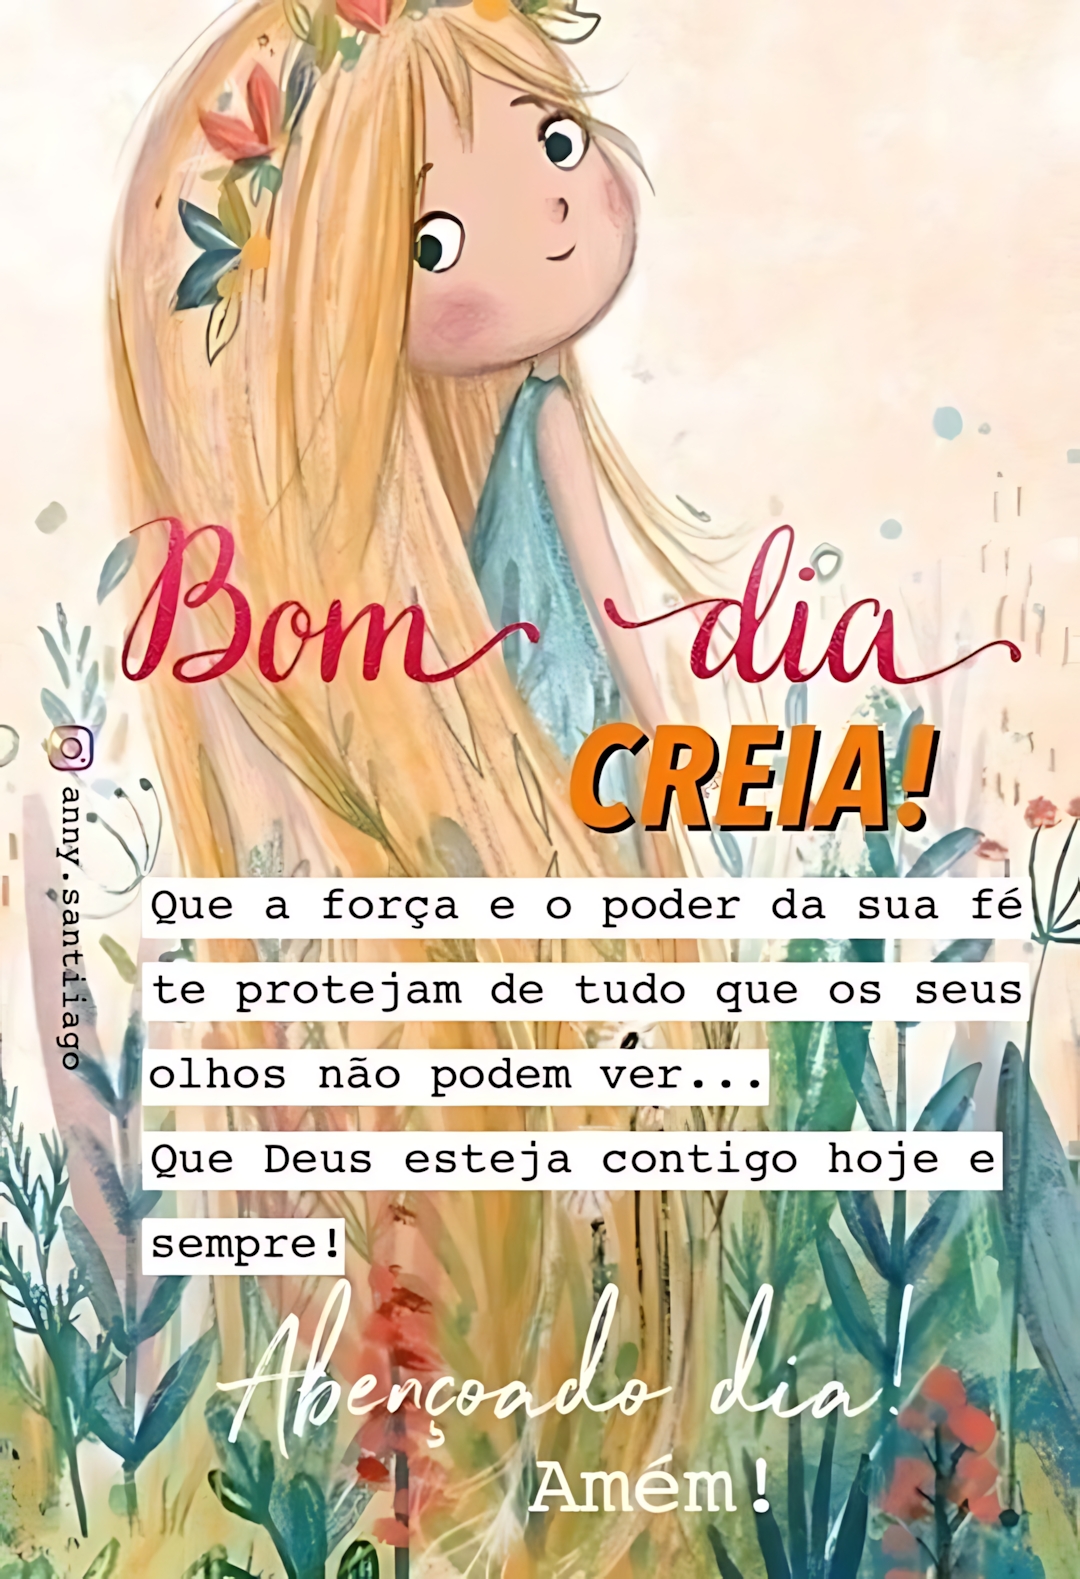 Bom dia
CREIA!
Que a força e o poder da sua fé
te protejam de tudo que os seus
olhos não podem ver...
Que Deus esteja contigo hoje e
sempre!
Abençoado dia!
Amém!
anny.santiiago